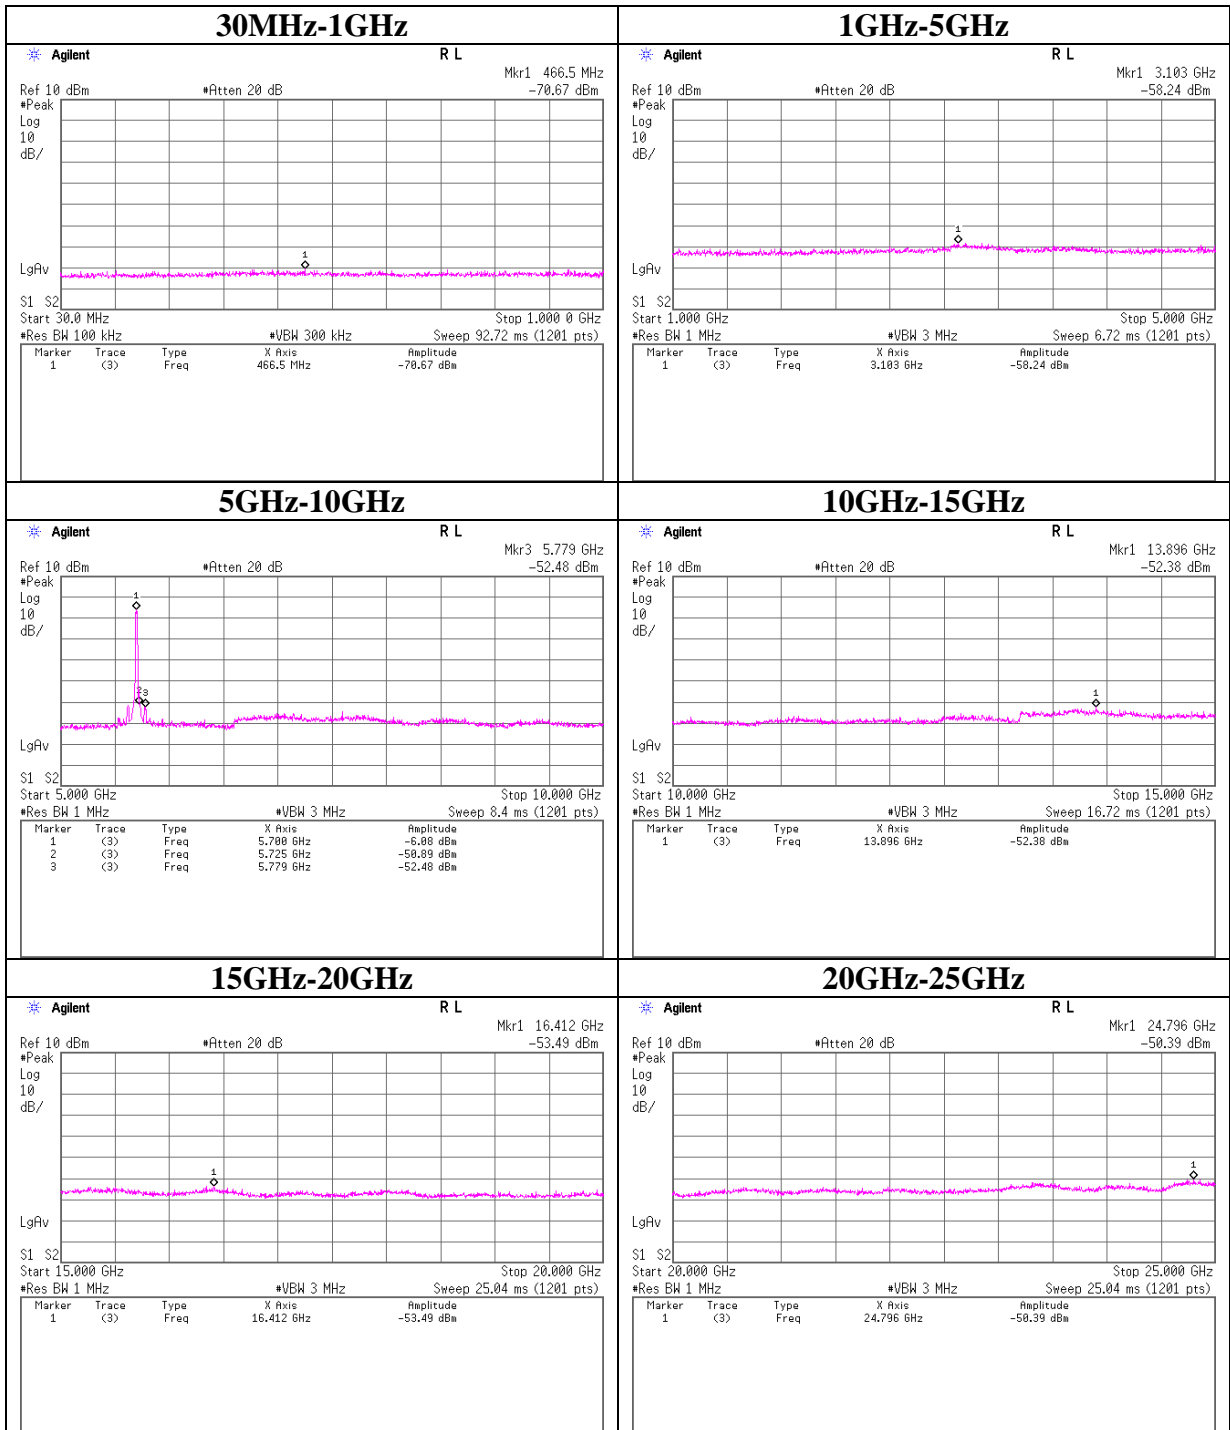 30MHz-1GHz
Agilent R L
Mkr1 466.5 MHz
Ref 10 dBm #Atten 20 dB -70.67 dBm
#Peak
Log
10
dB/
1
LgAv
S1 S2
Start 30.0 MHz Stop 1.000 0 GHz
#Res BW 100 kHz #VBW 300 kHz Sweep 92.72 ms (1201 pts)
Marker Trace Type X Axis Amplitude
1 (3) Freq 466.5 MHz -70.67 dBm
1GHz-5GHz
Agilent R L
Mkr1 3.103 GHz
Ref 10 dBm #Atten 20 dB -58.24 dBm
#Peak
Log
10
dB/
1
LgAv
S1 S2
Start 1.000 GHz Stop 5.000 GHz
#Res BW 1 MHz #VBW 3 MHz Sweep 6.72 ms (1201 pts)
Marker Trace Type X Axis Amplitude
1 (3) Freq 3.103 GHz -58.24 dBm
5GHz-10GHz
Agilent R L
Mkr3 5.779 GHz
Ref 10 dBm #Atten 20 dB -52.48 dBm
#Peak
Log
10
dB/
1
2 3
LgAv
S1 S2
Start 5.000 GHz Stop 10.000 GHz
#Res BW 1 MHz #VBW 3 MHz Sweep 8.4 ms (1201 pts)
Marker Trace Type X Axis Amplitude
1 (3) Freq 5.700 GHz -6.08 dBm
2 (3) Freq 5.725 GHz -50.89 dBm
3 (3) Freq 5.779 GHz -52.48 dBm
10GHz-15GHz
Agilent R L
Mkr1 13.896 GHz
Ref 10 dBm #Atten 20 dB -52.38 dBm
#Peak
Log
10
dB/
1
LgAv
S1 S2
Start 10.000 GHz Stop 15.000 GHz
#Res BW 1 MHz #VBW 3 MHz Sweep 16.72 ms (1201 pts)
Marker Trace Type X Axis Amplitude
1 (3) Freq 13.896 GHz -52.38 dBm
15GHz-20GHz
Agilent R L
Mkr1 16.412 GHz
Ref 10 dBm #Atten 20 dB -53.49 dBm
#Peak
Log
10
dB/
1
LgAv
S1 S2
Start 15.000 GHz Stop 20.000 GHz
#Res BW 1 MHz #VBW 3 MHz Sweep 25.04 ms (1201 pts)
Marker Trace Type X Axis Amplitude
1 (3) Freq 16.412 GHz -53.49 dBm
20GHz-25GHz
Agilent R L
Mkr1 24.796 GHz
Ref 10 dBm #Atten 20 dB -50.39 dBm
#Peak
Log
10
dB/
1
LgAv
S1 S2
Start 20.000 GHz Stop 25.000 GHz
#Res BW 1 MHz #VBW 3 MHz Sweep 25.04 ms (1201 pts)
Marker Trace Type X Axis Amplitude
1 (3) Freq 24.796 GHz -50.39 dBm